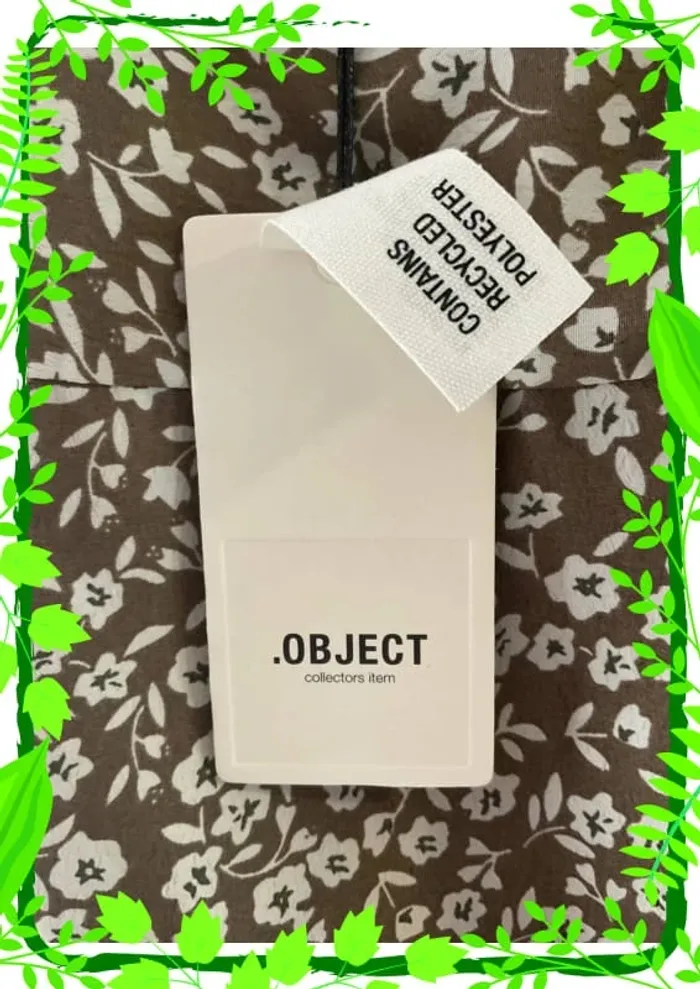 CONTAINS
RECYCLED
POLYESTER
.OBJECT
collectors item